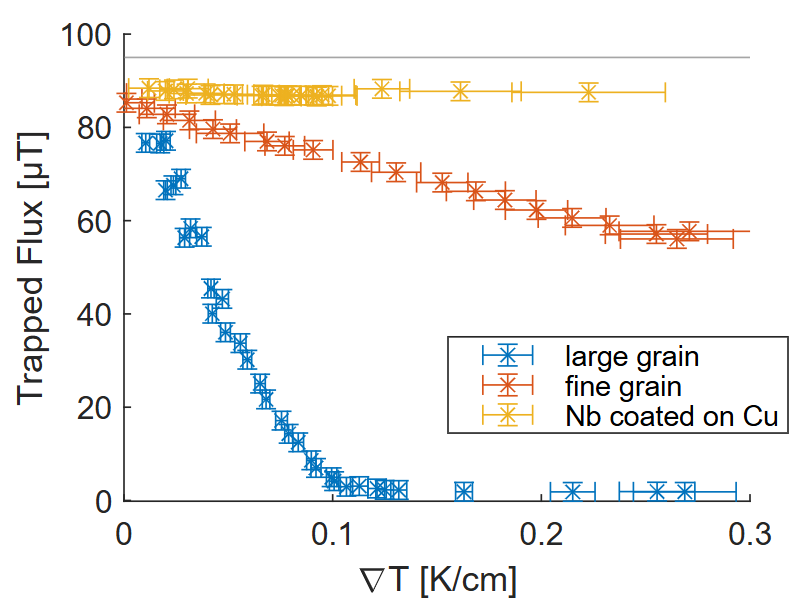 100
80
60
40
20
0
Trapped Flux [µT]
0
0.1
0.2
0.3
∇T [K/cm]
large grain
fine grain
Nb coated on Cu